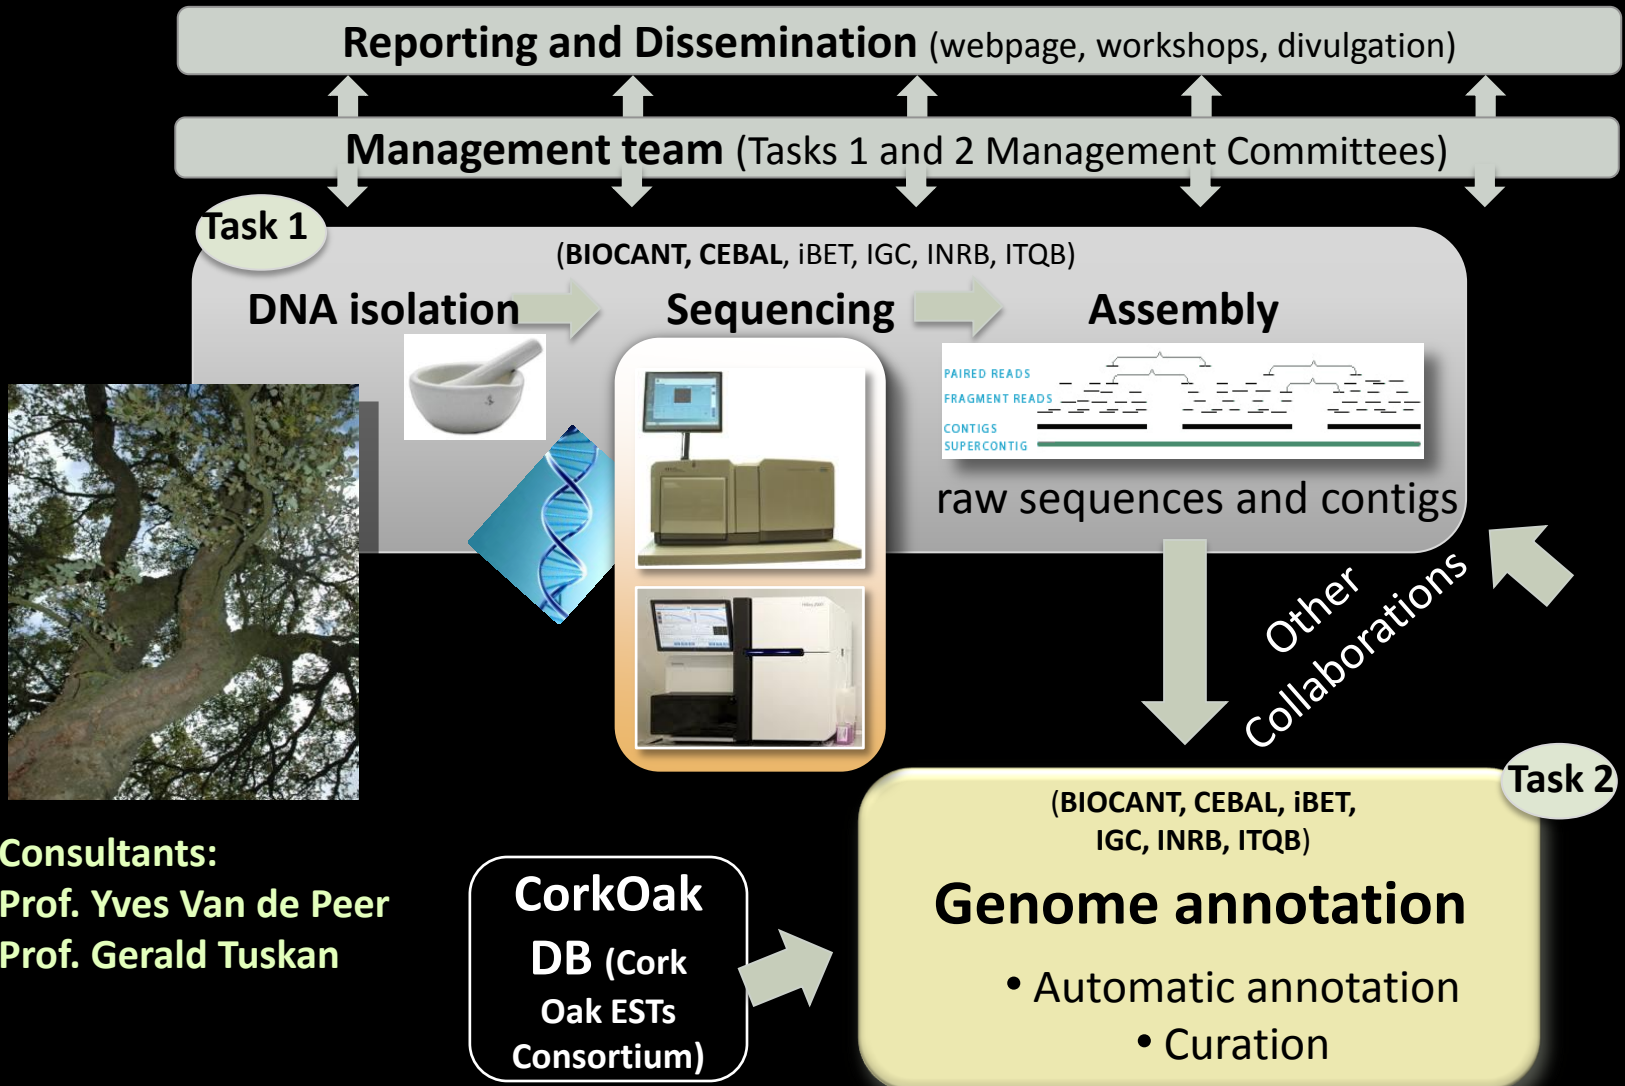 Reporting and Dissemination (webpage, workshops, divulgation)
Management team (Tasks 1 and 2 Management Committees)
Task 1
(BIOCANT, CEBAL, iBET, IGC, INRB, ITQB)
DNA isolation
Sequencing
Assembly
PAIRED READS
FRAGMENT READS
CONTIGS
SUPERCONTIG
raw sequences and contigs
Other
Collaborations
Task 2
(BIOCANT, CEBAL, iBET,
IGC, INRB, ITQB)
Genome annotation
• Automatic annotation
• Curation
CorkOak
DB (Cork
Oak ESTs
Consortium)
Consultants:
Prof. Yves Van de Peer
Prof. Gerald Tuskan